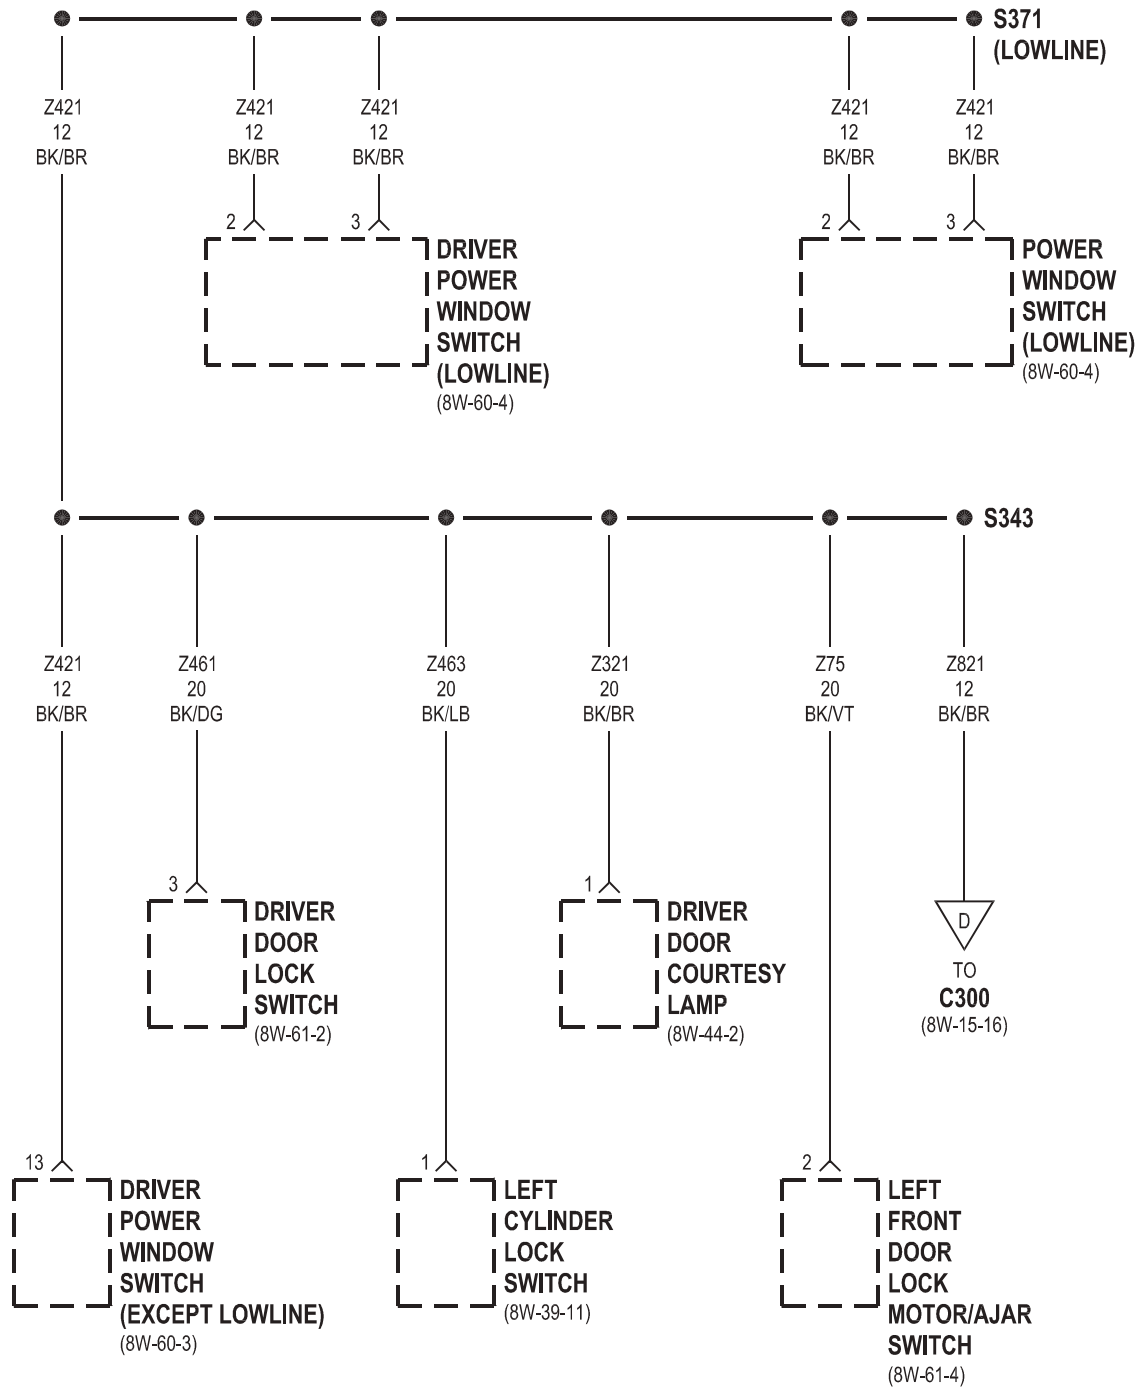 S371
(LOWLINE)
Z421 Z421 Z421 Z421 Z421
12 12 12 12 12
BK/BR BK/BR BK/BR BK/BR BK/BR
2 3 2 3
DRIVER
POWER
WINDOW
SWITCH
(LOWLINE)
(8W-60-4)
POWER
WINDOW
SWITCH
(LOWLINE)
(8W-60-4)
S343
Z421 Z461 Z463 Z321 Z75 Z821
12 20 20 20 20 12
BK/BR BK/DG BK/LB BK/BR BK/VT BK/BR
3
DRIVER
DOOR
LOCK
SWITCH
(8W-61-2)
1
DRIVER
DOOR
COURTESY
LAMP
(8W-44-2)
D
TO
C300
(8W-15-16)
13
DRIVER
POWER
WINDOW
SWITCH
(EXCEPT LOWLINE)
(8W-60-3)
1
LEFT
CYLINDER
LOCK
SWITCH
(8W-39-11)
2
LEFT
FRONT
DOOR
LOCK
MOTOR/AJAR
SWITCH
(8W-61-4)